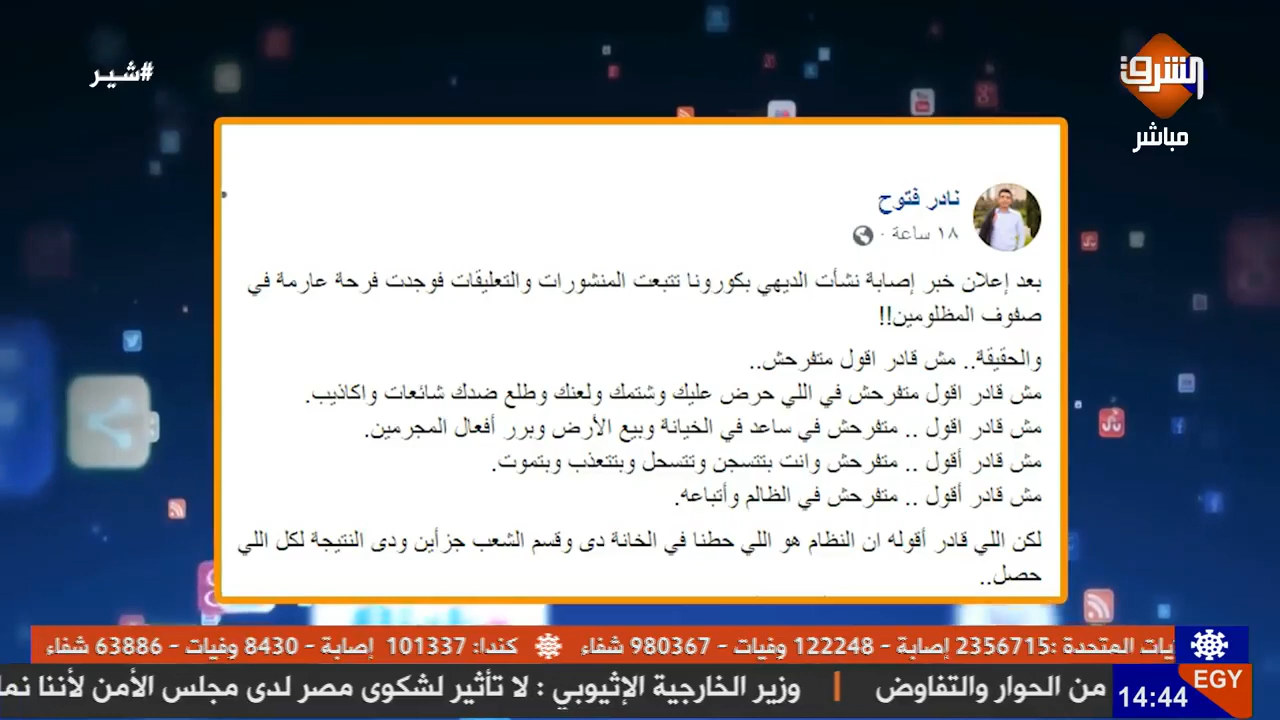 #شير
الشرق
مباشر
نادر فتوح
١٨ ساعة ·
بعد إعلان خبر إصابة نشأت الديهي بكورونا تتبعت المنشورات والتعليقات فوجدت فرحة عارمة في
صفوف المظلومين!!
والحقيقة.. مش قادر اقول متفرحش..
مش قادر اقول متفرحش في اللي حرض عليك وشتمك ولعنك وطلع ضدك شائعات واكاذيب.
مش قادر اقول .. متفرحش في ساعد في الخيانة وبيع الأرض وبرر أفعال المجرمين.
مش قادر أقول .. متفرحش وانت بتتسجن وتتسحل وبتتعذب وبتموت.
مش قادر أقول .. متفرحش في الظالم وأتباعه.
لكن اللي قادر أقوله ان النظام هو اللي حطنا في الخانة دى وقسم الشعب جزأين ودى النتيجة لكل اللي
حصل..
يات المتحدة :2356715 إصابة – 122248 وفيات – 980367 شفاء كندا: 101337 إصابة – 8430 وفيات – 63886 شفاء
من الحوار والتفاوض | وزير الخارجية الإثيوبي : لا تأثير لشكوى مصر لدى مجلس الأمن لأننا نما
EGY
14:44